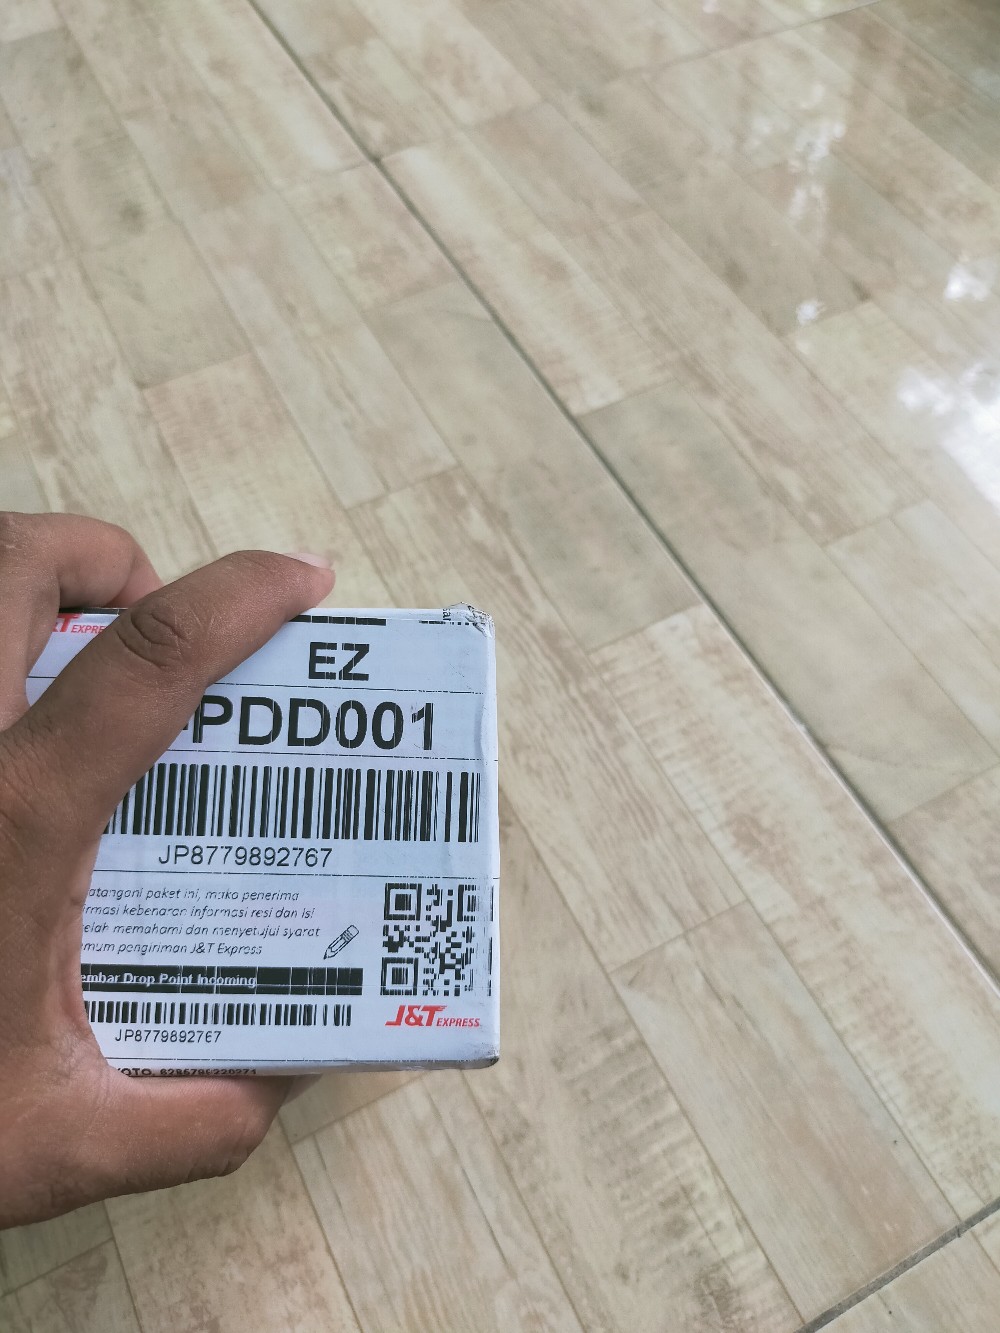 EXPRE
EZ
PDD001
JP8779892767
atangani paket ini, maka penerima
irmasi kebenaran informasi resi dan isi
elah memahami dan menyetujui syarat
mum pengiriman J&T Express
embar Drop Point Incoming
J&T EXPRESS
JP8779892767